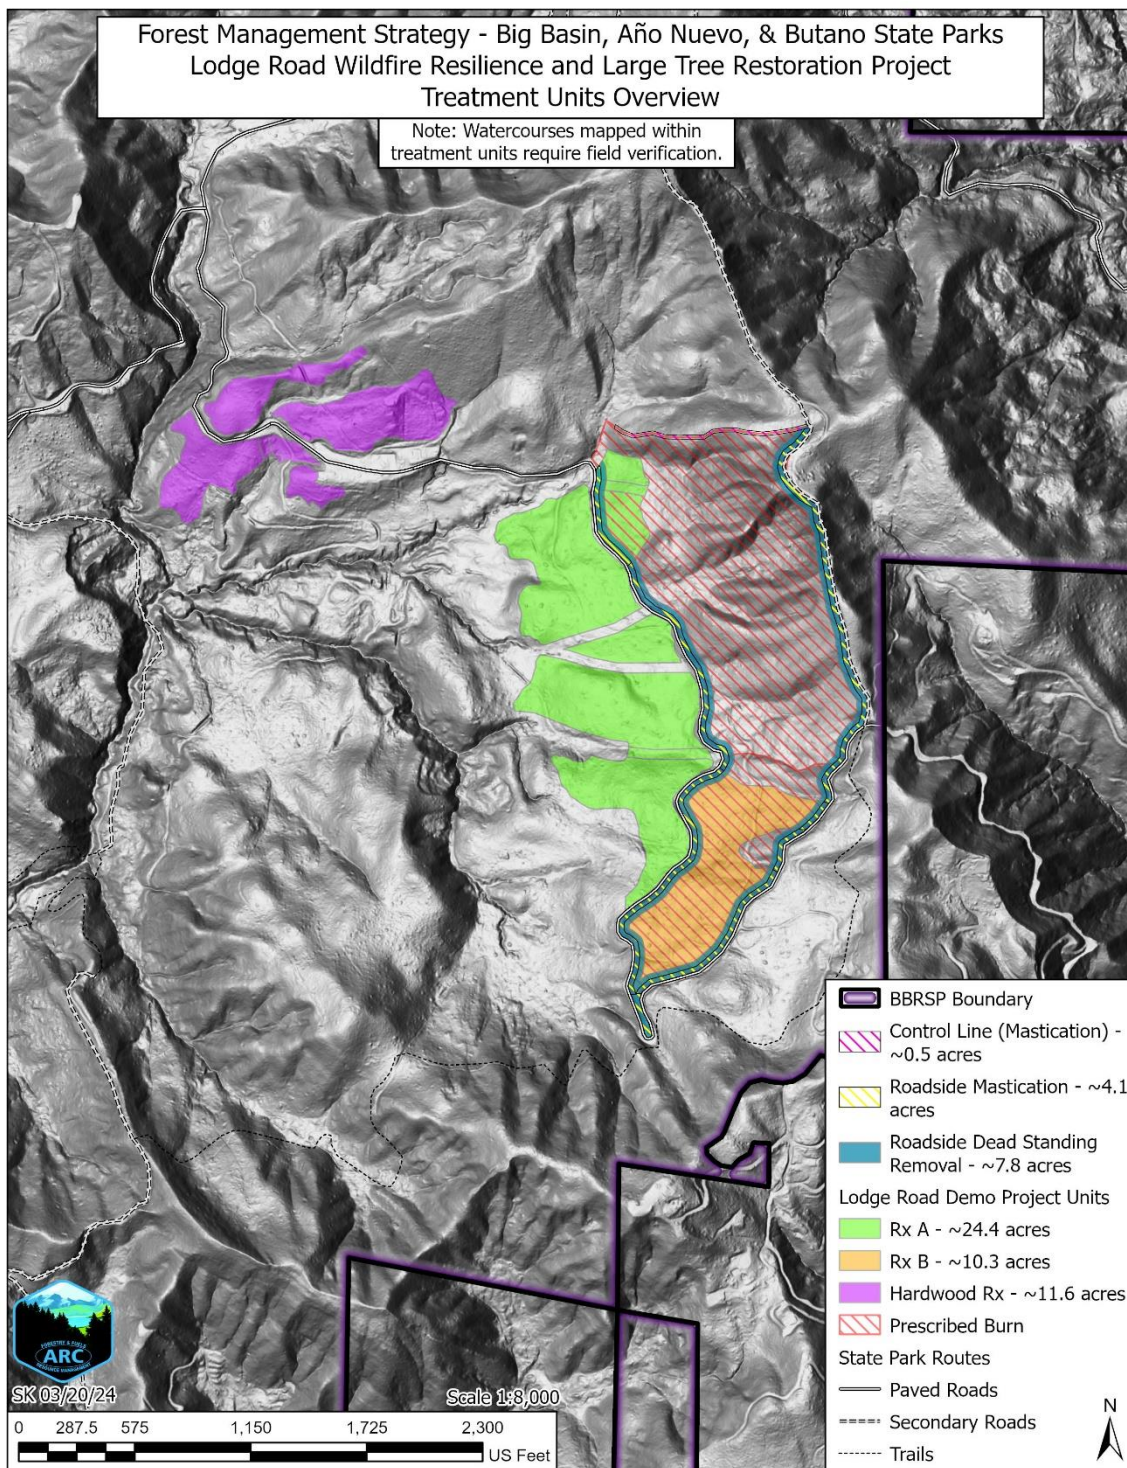 Forest Management Strategy - Big Basin, Año Nuevo, & Butano State Parks
Lodge Road Wildfire Resilience and Large Tree Restoration Project
Treatment Units Overview
Note: Watercourses mapped within
treatment units require field verification.
BBRSP Boundary
Control Line (Mastication) -
~0.5 acres
Roadside Mastication - ~4.1
acres
Roadside Dead Standing
Removal - ~7.8 acres
Lodge Road Demo Project Units
Rx A - ~24.4 acres
Rx B - ~10.3 acres
Hardwood Rx - ~11.6 acres
Prescribed Burn
State Park Routes
Paved Roads
Secondary Roads
Trails
N
FORESTRY & FUELS
ARC
RESOURCE MANAGEMENT
SK 03/20/24
Scale 1:8,000
0 287.5 575 1,150 1,725 2,300
US Feet